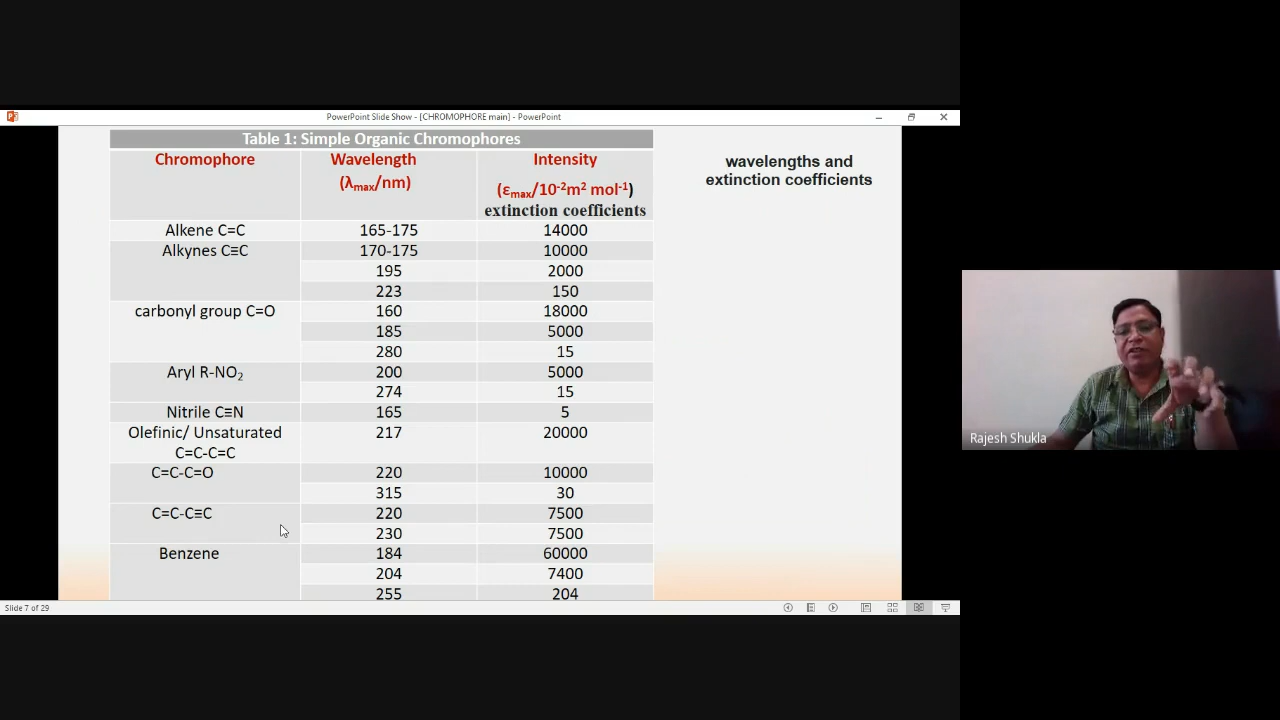 PowerPoint Slide Show - [CHROMOPHORE main] - PowerPoint
Table 1: Simple Organic Chromophores
Chromophore Wavelength (λmax/nm) Intensity (εmax/10⁻²m² mol⁻¹) extinction coefficients
wavelengths and
extinction coefficients
Alkene C=C 165-175 14000
Alkynes C≡C 170-175 10000
195 2000
223 150
carbonyl group C=O 160 18000
185 5000
280 15
Aryl R-NO₂ 200 5000
274 15
Nitrile C≡N 165 5
Olefinic/ Unsaturated 217 20000
C=C-C=C
C=C-C=O 220 10000
315 30
C=C-C≡C 220 7500
230 7500
Benzene 184 60000
204 7400
255 204
Slide 7 of 29
Rajesh Shukla